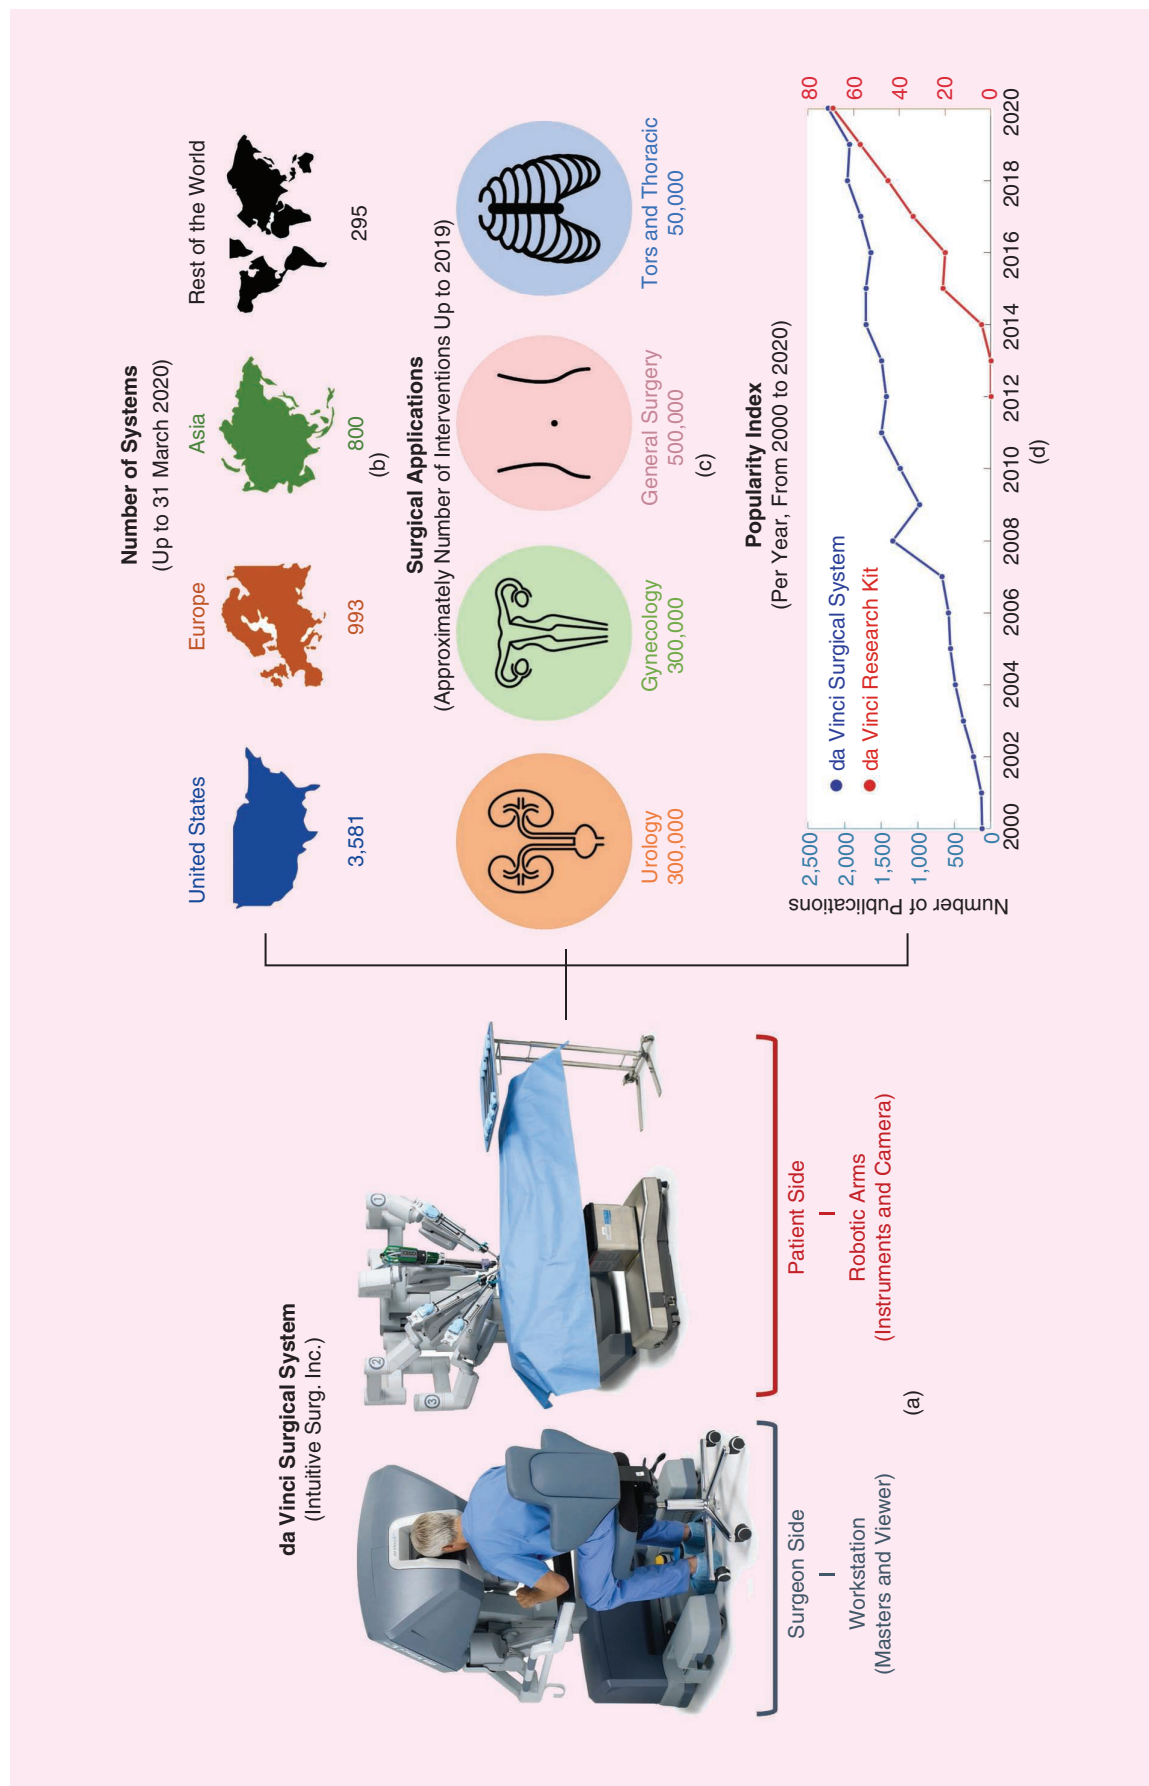 da Vinci Surgical System
(Intuitive Surg. Inc.)
1
2
3
Surgeon Side
Workstation
(Masters and Viewer)
Patient Side
Robotic Arms
(Instruments and Camera)
(a)
Number of Systems
(Up to 31 March 2020)
United States
Europe
Asia
Rest of the World
3,581
993
800
295
(b)
Surgical Applications
(Approximately Number of Interventions Up to 2019)
Urology
300,000
Gynecology
300,000
General Surgery
500,000
Tors and Thoracic
50,000
(c)
Popularity Index
(Per Year, From 2000 to 2020)
Number of Publications
2,500
2,000
1,500
1,000
500
0
da Vinci Surgical System
da Vinci Research Kit
80
60
40
20
0
2000 2002 2004 2006 2008 2010 2012 2014 2016 2018 2020
(d)